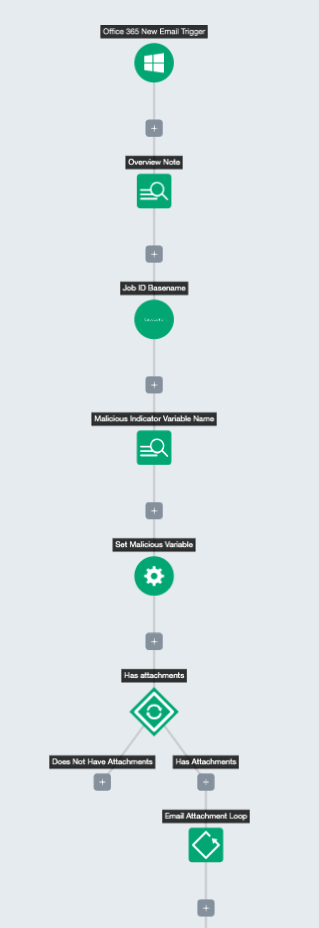 Office 365 New Email Trigger
Overview Note
Job ID Basename
Malicious Indicator Variable Name
Set Malicious Variable
Has attachments
Does Not Have Attachments
Has Attachments
Email Attachment Loop